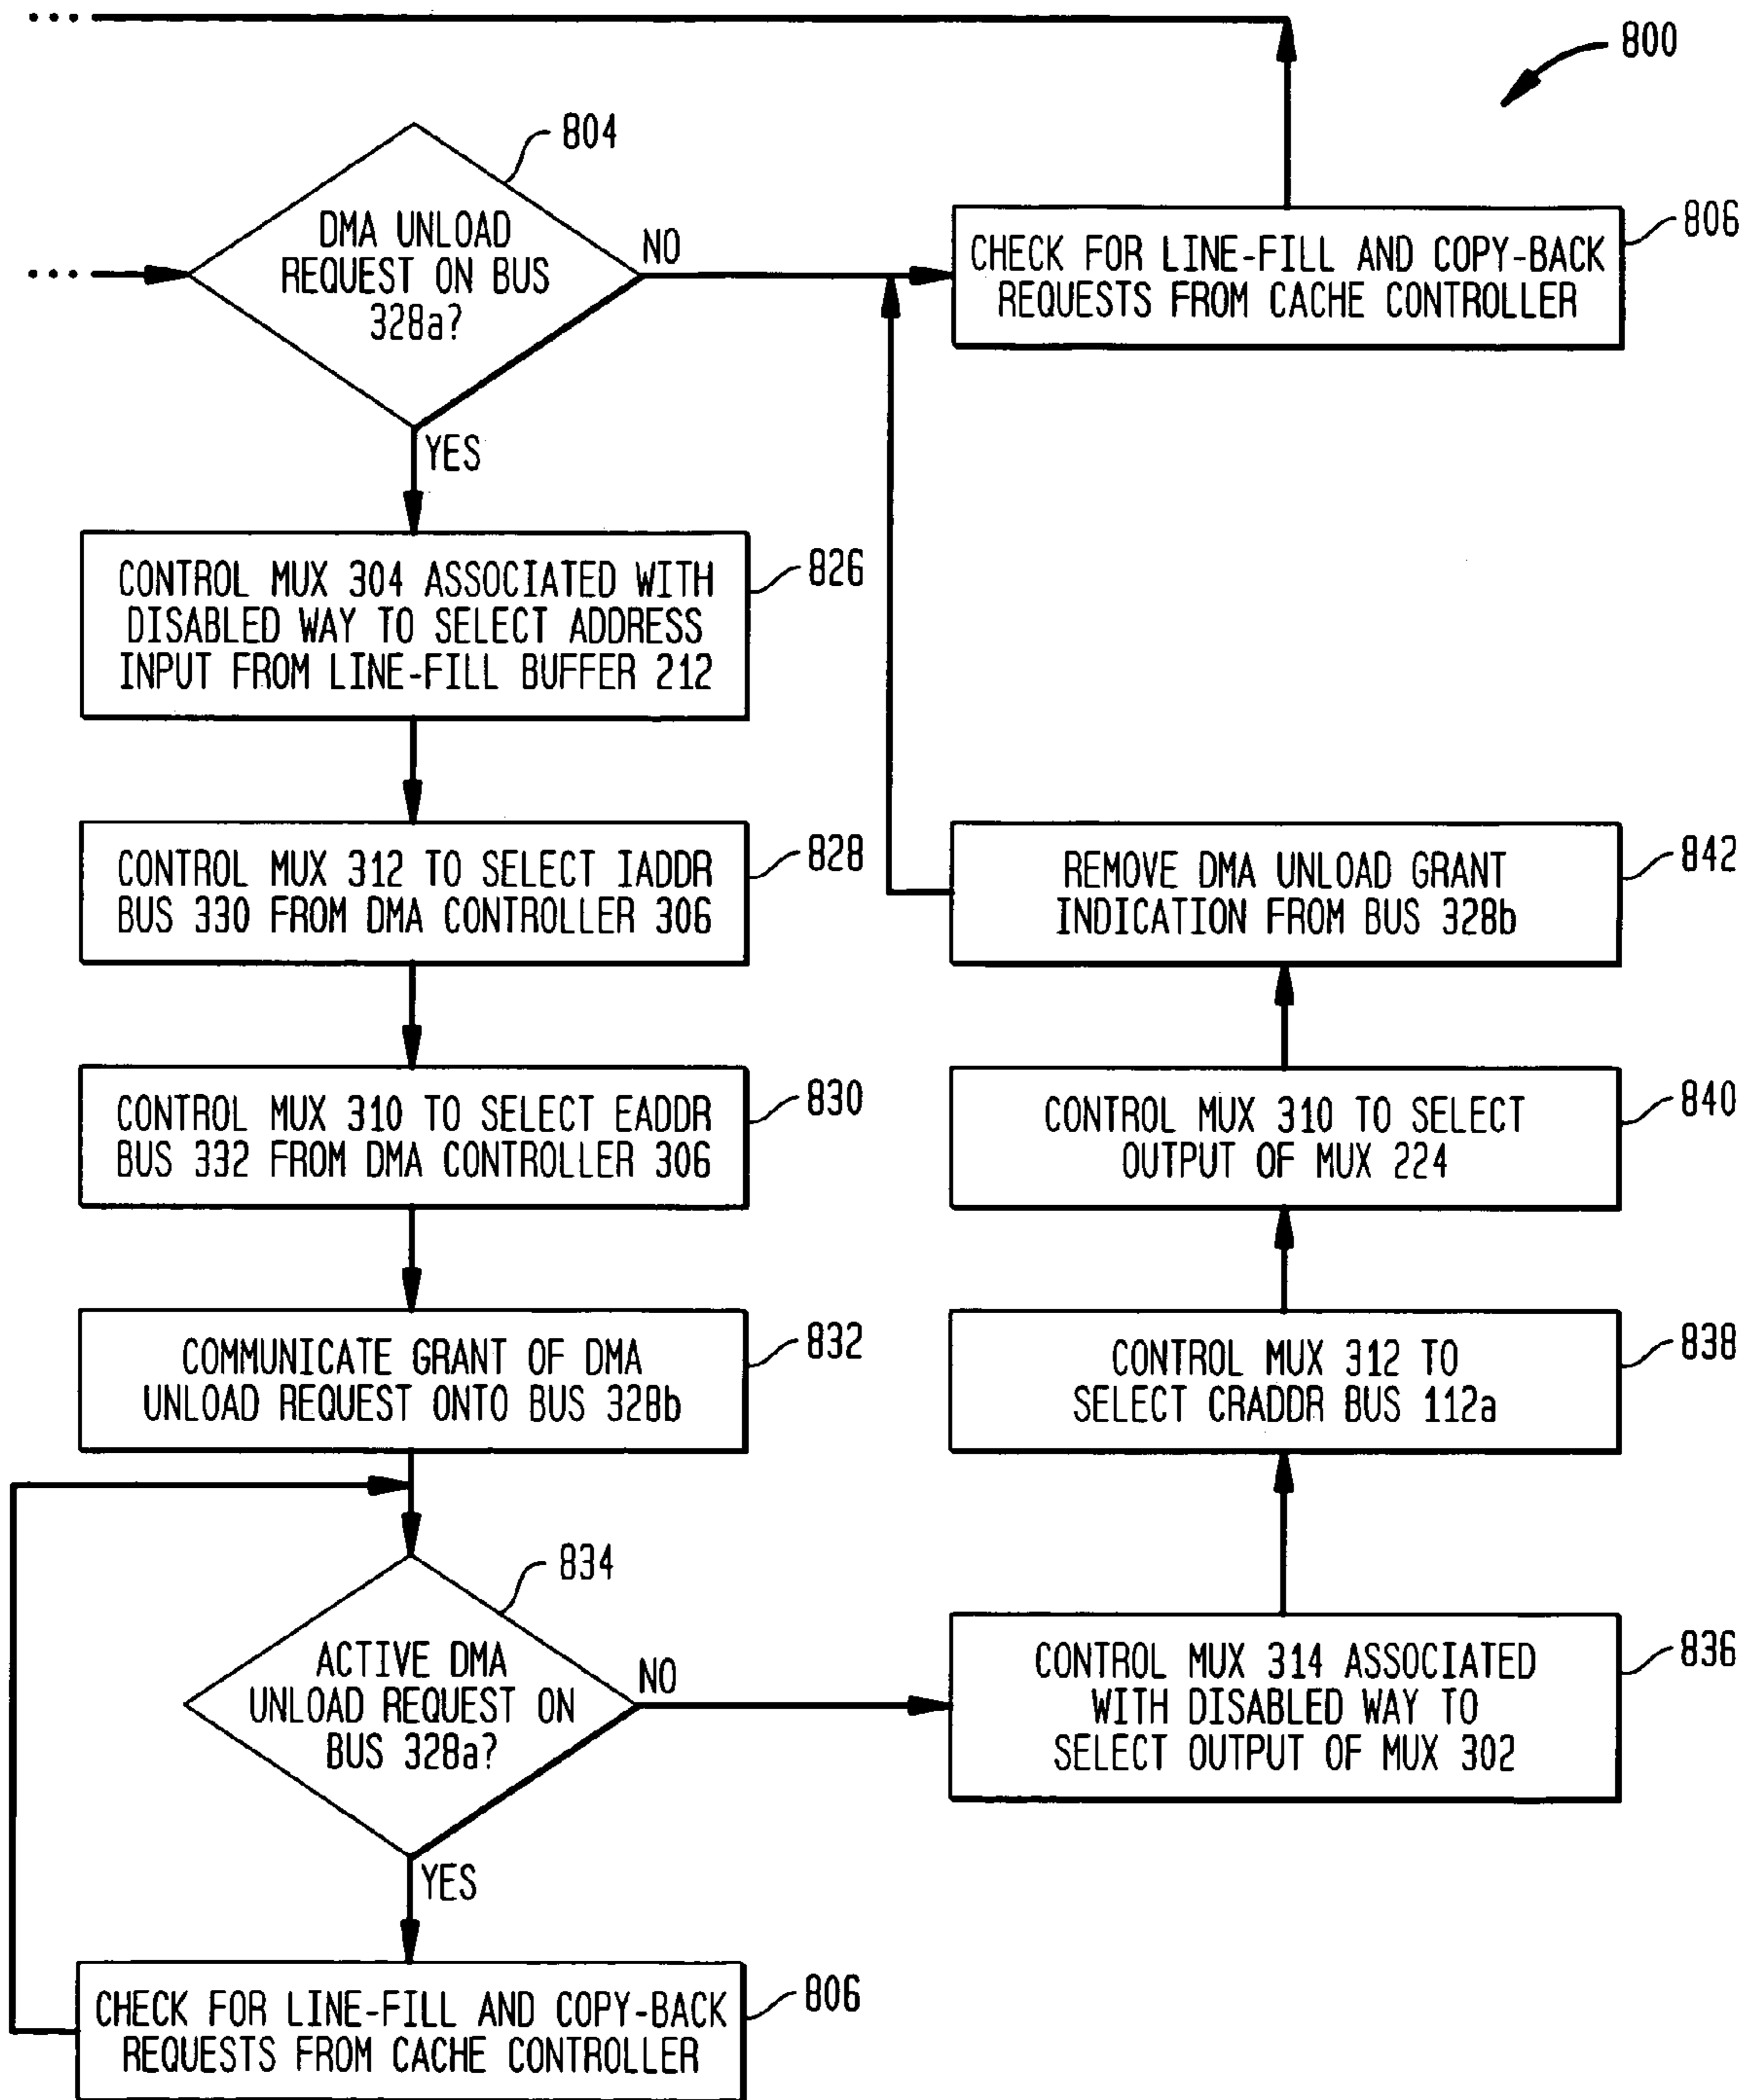 800
804
DMA UNLOAD
REQUEST ON BUS
328a?
NO
YES
806
CHECK FOR LINE-FILL AND COPY-BACK
REQUESTS FROM CACHE CONTROLLER
826
CONTROL MUX 304 ASSOCIATED WITH
DISABLED WAY TO SELECT ADDRESS
INPUT FROM LINE-FILL BUFFER 212
828
CONTROL MUX 312 TO SELECT IADDR
BUS 330 FROM DMA CONTROLLER 306
830
CONTROL MUX 310 TO SELECT EADDR
BUS 332 FROM DMA CONTROLLER 306
832
COMMUNICATE GRANT OF DMA
UNLOAD REQUEST ONTO BUS 328b
834
ACTIVE DMA
UNLOAD REQUEST ON
BUS 328a?
NO
YES
806
CHECK FOR LINE-FILL AND COPY-BACK
REQUESTS FROM CACHE CONTROLLER
836
CONTROL MUX 314 ASSOCIATED
WITH DISABLED WAY TO
SELECT OUTPUT OF MUX 302
838
CONTROL MUX 312 TO
SELECT CRADDR BUS 112a
840
CONTROL MUX 310 TO SELECT
OUTPUT OF MUX 224
842
REMOVE DMA UNLOAD GRANT
INDICATION FROM BUS 328b